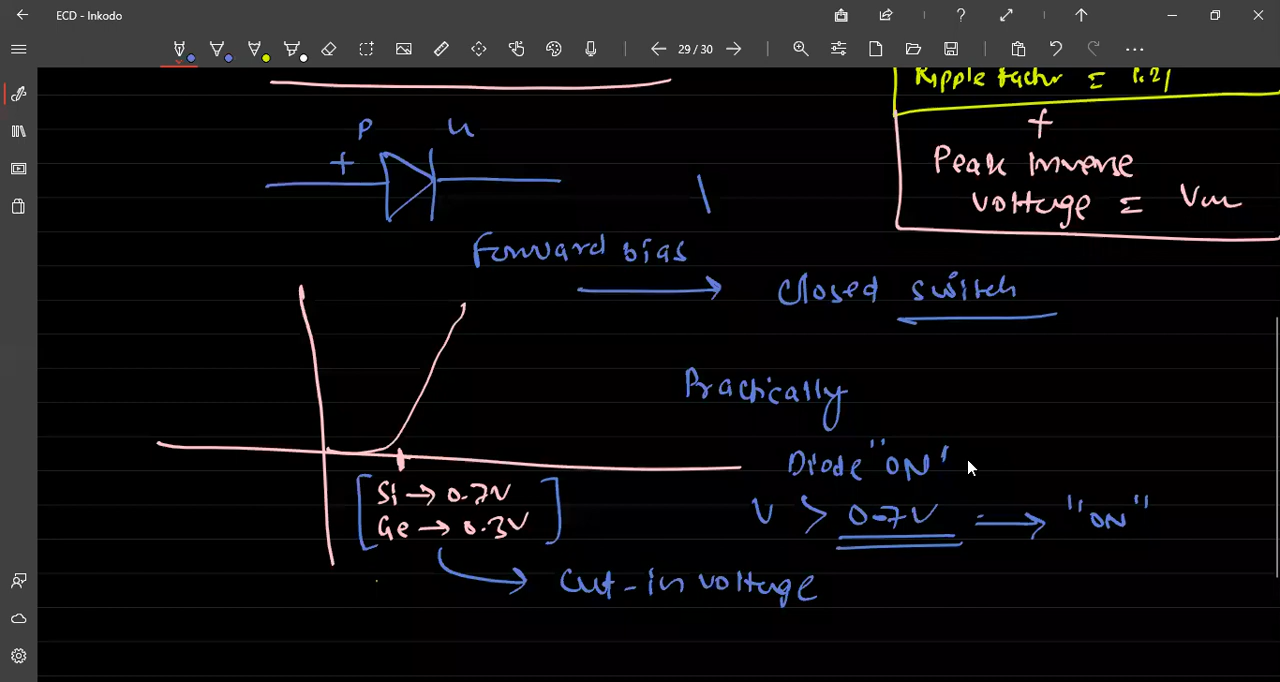 ECD - Inkodo
29 / 30
Ripple factor = 1.21
+
Peak Inverse
voltage = Vm
P n
+
Forward bias
closed switch
Practically
Diode "ON"
Si → 0.7V
Ge → 0.3V
V > 0.7V → "ON"
Cut-in voltage